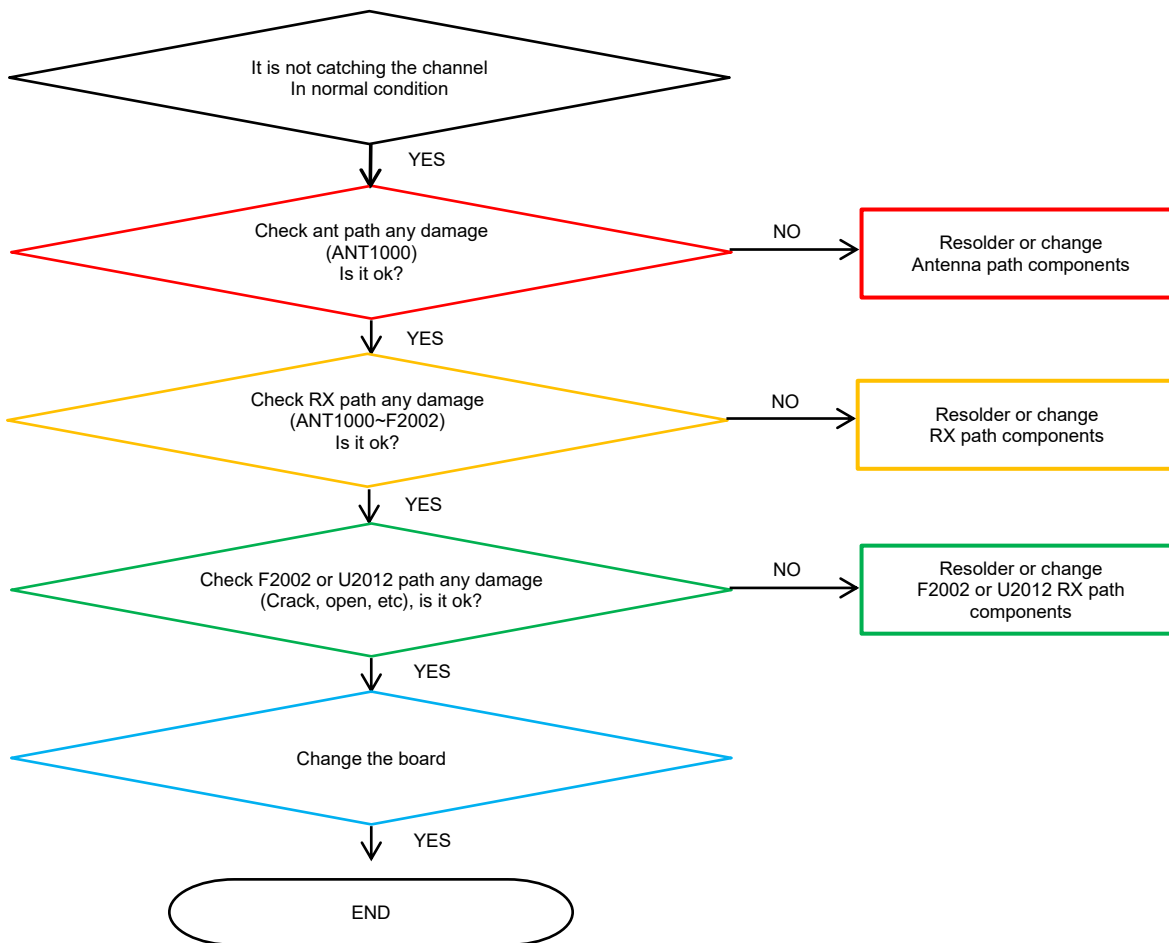 It is not catching the channel
In normal condition
YES
Check ant path any damage
(ANT1000)
Is it ok?
NO
Resolder or change
Antenna path components
YES
Check RX path any damage
(ANT1000~F2002)
Is it ok?
NO
Resolder or change
RX path components
YES
Check F2002 or U2012 path any damage
(Crack, open, etc), is it ok?
NO
Resolder or change
F2002 or U2012 RX path
components
YES
Change the board
YES
END